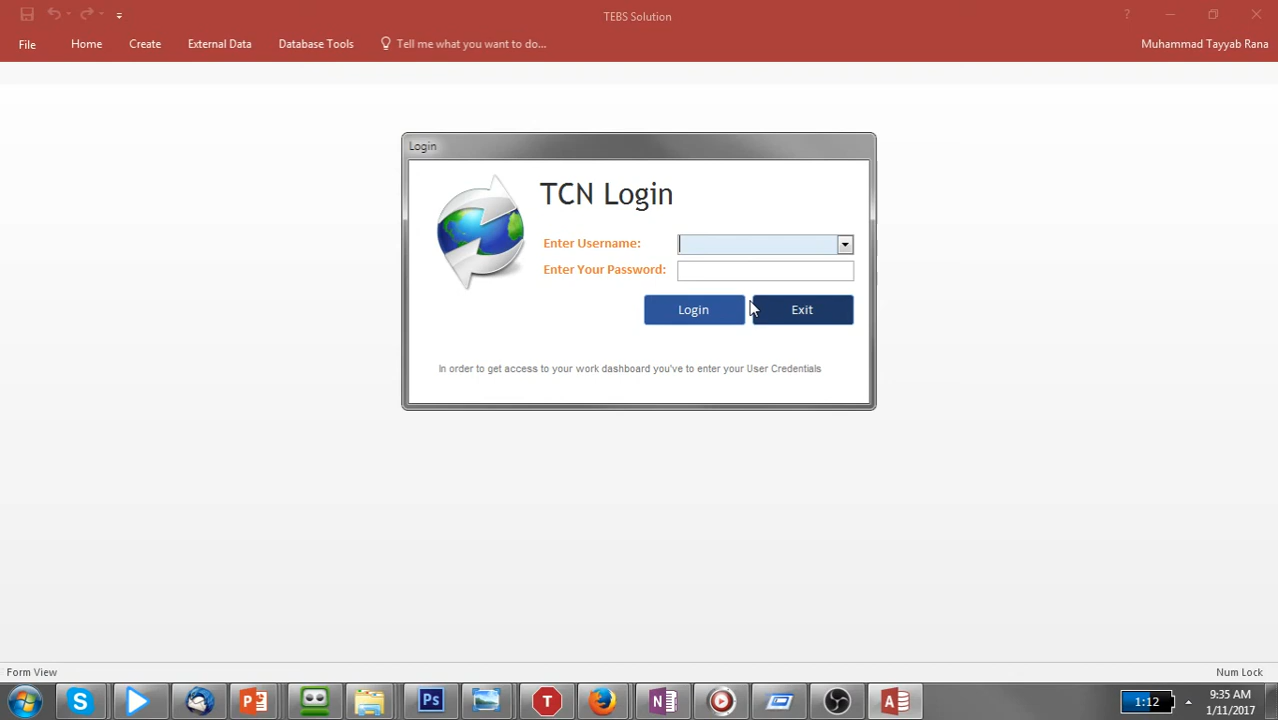 TEBS Solution
?
File Home Create External Data Database Tools Tell me what you want to do... Muhammad Tayyab Rana
Login
TCN Login
Enter Username:
Enter Your Password:
Login Exit
In order to get access to your work dashboard you've to enter your User Credentials
Form View Num Lock
S P Ps T N A 1:12 9:35 AM
1/11/2017